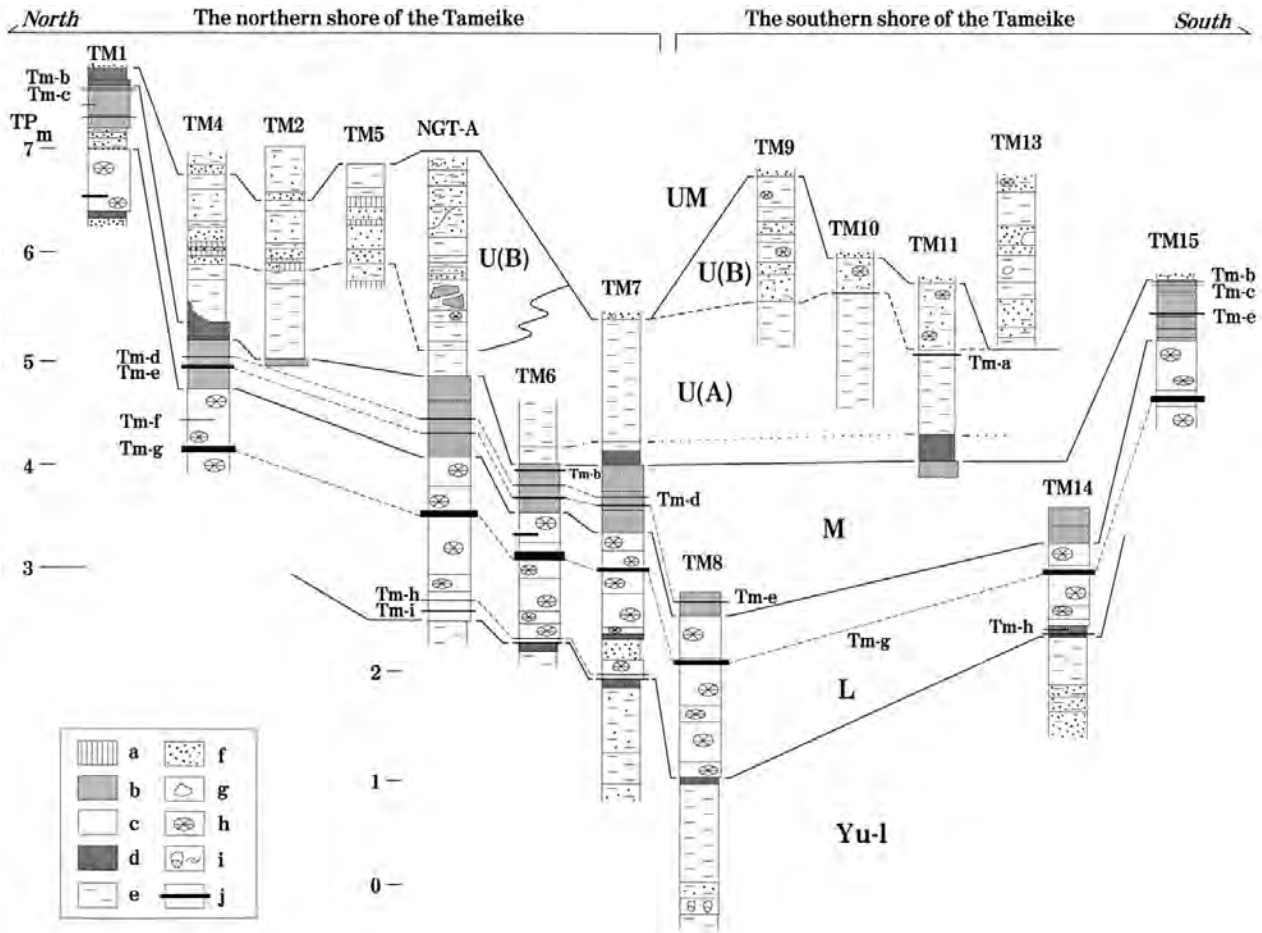 North The northern shore of the Tameike The southern shore of the Tameike South
TM1
Tm-b
Tm-c
TP m
7
TM4
TM2
TM5
NGT-A
TM9
TM13
UM
TM10
TM11
TM15
6
U(B)
U(B)
TM7
Tm-b
Tm-c
Tm-e
5
Tm-d
Tm-e
TM6
Tm-a
U(A)
Tm-f
Tm-g
4
Tm-b
Tm-d
TM14
M
3
TM8
Tm-h
Tm-i
Tm-e
Tm-g
Tm-h
2
L
a f
b g
c h
d i
e j
1
Yu-l
0